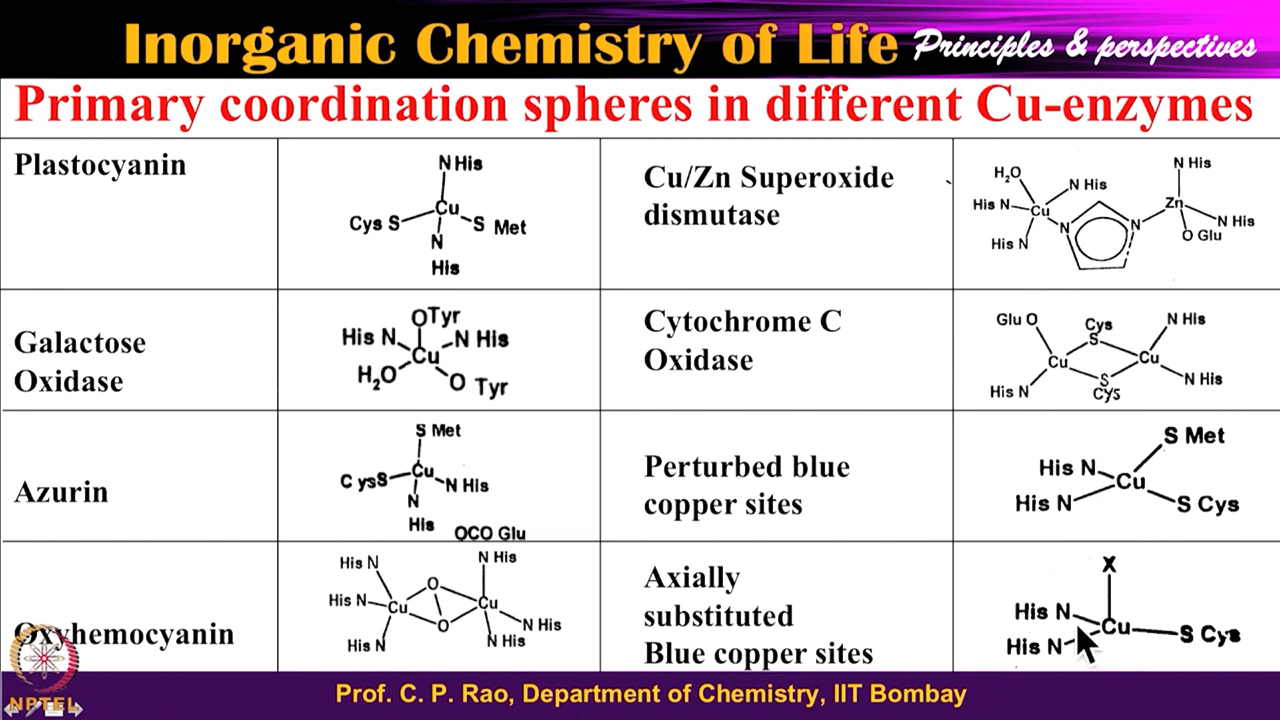 Inorganic Chemistry of Life Principles & perspectives
Primary coordination spheres in different Cu-enzymes
Plastocyanin
N His
Cys S
Cu
S Met
N
His
Cu/Zn Superoxide
dismutase
H₂O
N His
His N
Cu
His N
N
N
N His
Zn
N His
O Glu
Galactose
Oxidase
OTyr
His N
N His
Cu
H₂O
O Tyr
Cytochrome C
Oxidase
Glu O
Cys
S
N His
Cu
Cu
His N
S
Cys
N His
Azurin
S Met
C ysS
Cu
N His
N
His
OCO Glu
Perturbed blue
copper sites
S Met
His N
Cu
His N
S Cys
Oxyhemocyanin
His N
N His
O
His N
Cu
Cu
O
N His
His N
N His
Axially
substituted
Blue copper sites
X
His N
Cu
S Cys
His N
NPTEL
Prof. C. P. Rao, Department of Chemistry, IIT Bombay